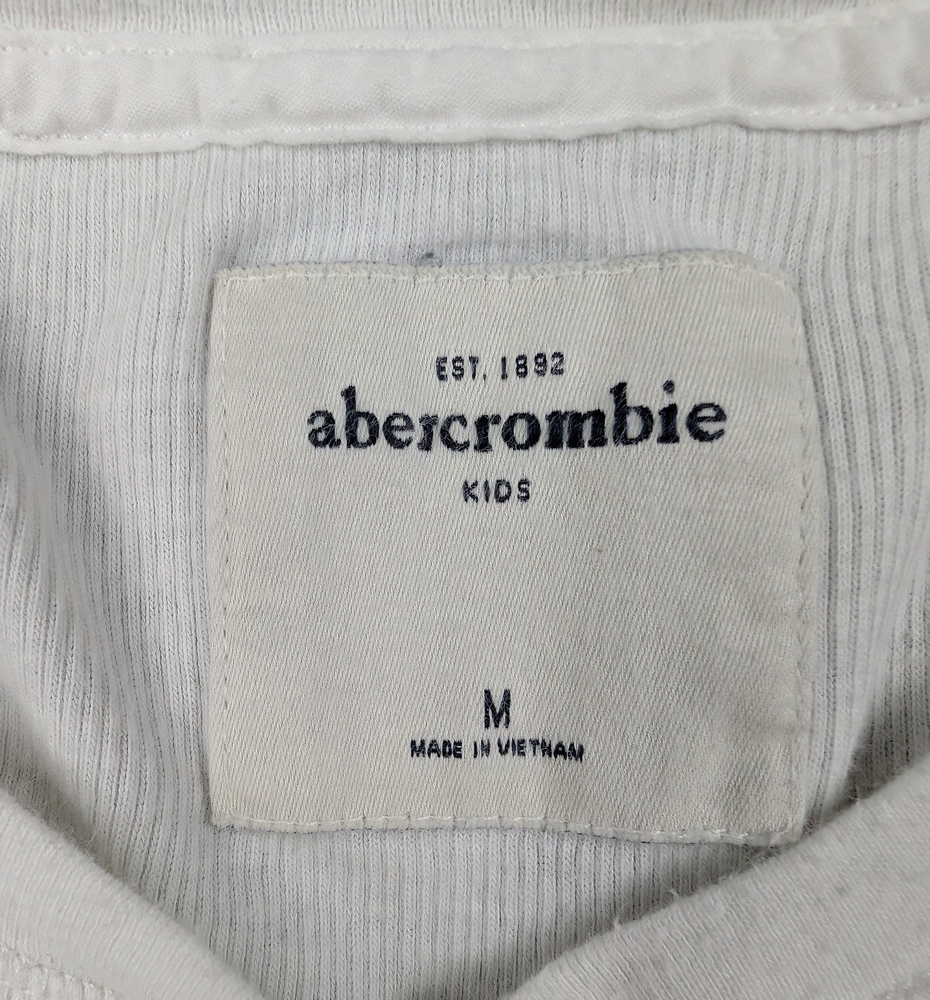 EST. 1892
abercrombie
KIDS
M
MADE IN VIETNAM